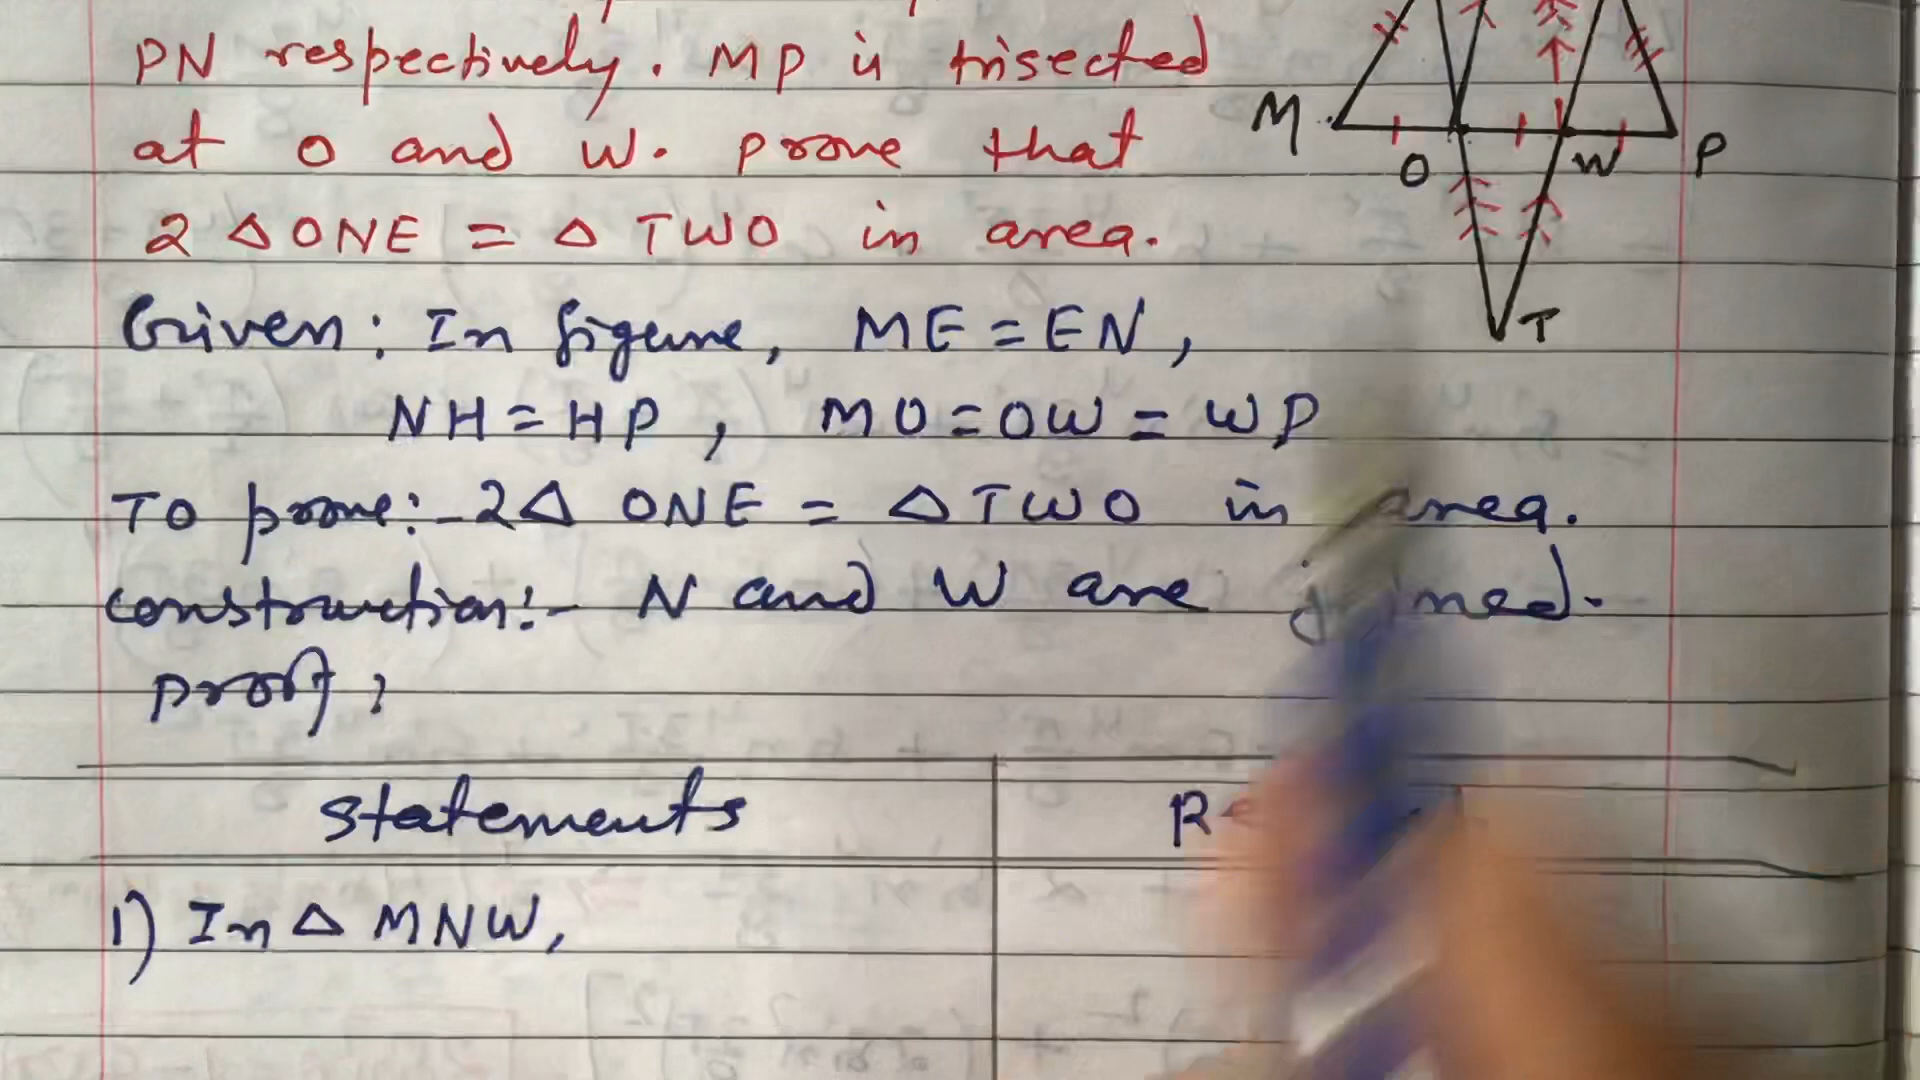 PN respectively. MP is trisected
at O and W. prove that
2 △ ONE = △ TWO in area.
M
O
W
P
T
Given: In figure, ME = EN,
NH = HP, MO = OW = WP
To prove:- 2△ ONE = △ TWO in area.
construction:- N and W are joined.
proof:
statements
1) In △ MNW,